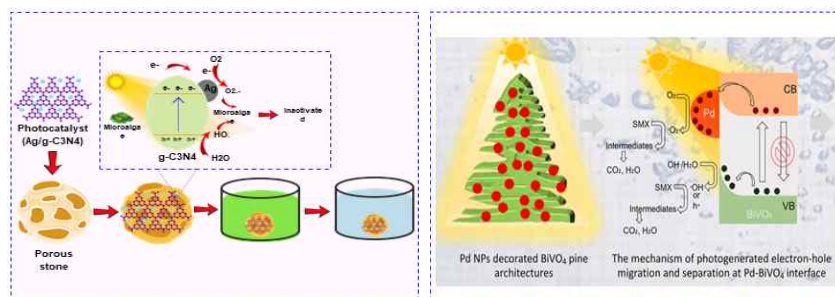 e-
O2
e-
Ag
O2.-
e- e- e-
Microalga
e
Inactivate
d
HO.
h+ h+ h+
H2O
g-C3N4
Microalga
e
Photocatalyst
(Ag/g-C3N4)
Porous
stone
Pd NPs decorated BiVO₄ pine
architectures
O₂
·O₂⁻
Pd
CB
SMX
Intermediates
CO₂, H₂O
OH⁻/H₂O
SMX
·OH
or
h⁺
Intermediates
CO₂, H₂O
BiVO₄
VB
The mechanism of photogenerated electron-hole
migration and separation at Pd-BiVO₄ interface